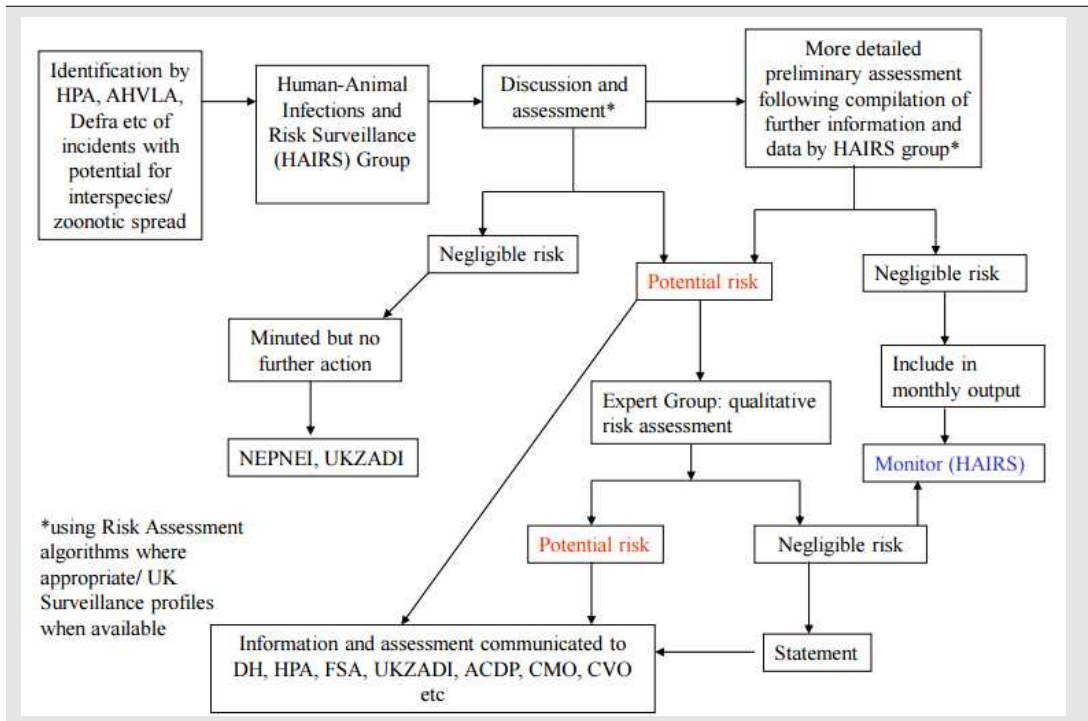 Identification by
HPA, AHVLA,
Defra etc of
incidents with
potential for
interspecies/
zoonotic spread
Human-Animal
Infections and
Risk Surveillance
(HAIRS) Group
Discussion and
assessment*
More detailed
preliminary assessment
following compilation of
further information and
data by HAIRS group*
Negligible risk
Potential risk
Negligible risk
Minuted but no
further action
Include in
monthly output
Expert Group: qualitative
risk assessment
NEPNEI, UKZADI
Monitor (HAIRS)
*using Risk Assessment
algorithms where
appropriate/ UK
Surveillance profiles
when available
Potential risk
Negligible risk
Information and assessment communicated to
DH, HPA, FSA, UKZADI, ACDP, CMO, CVO
etc
Statement